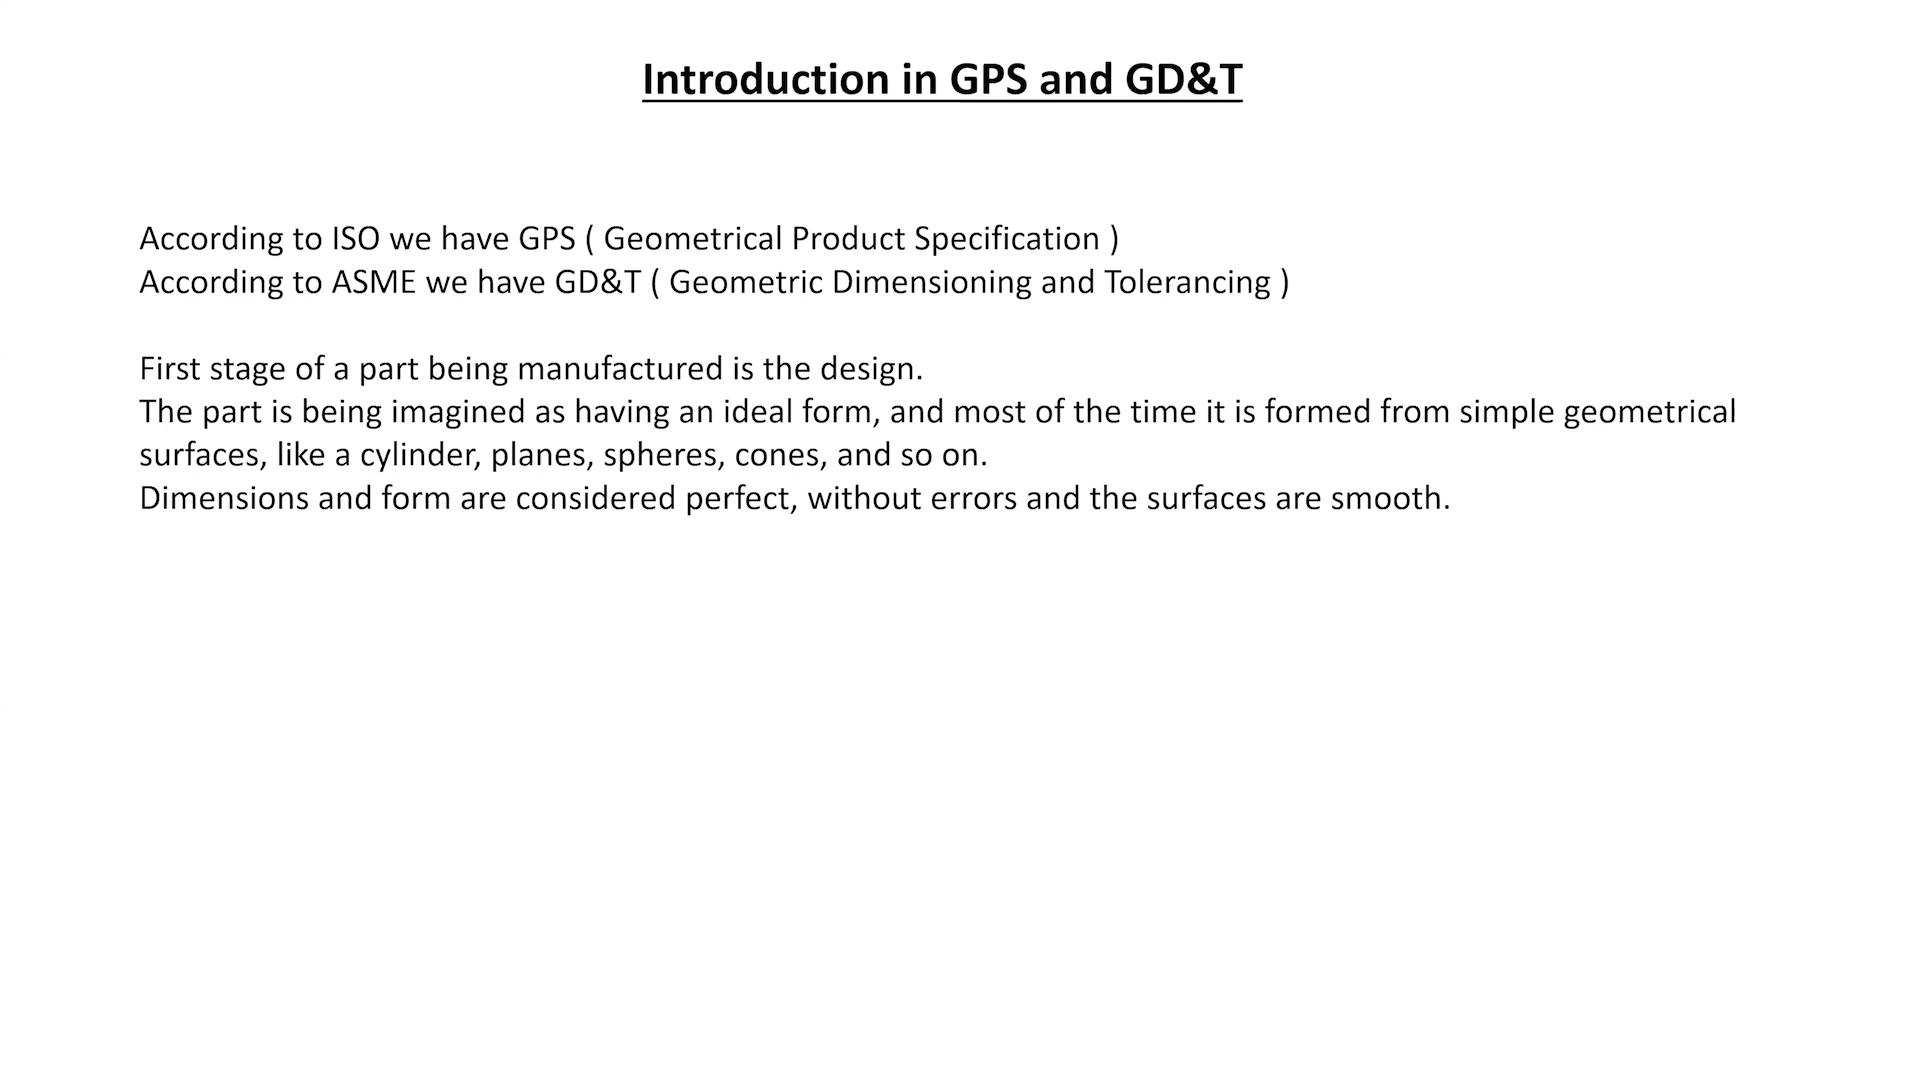 Introduction in GPS and GD&T
According to ISO we have GPS ( Geometrical Product Specification )
According to ASME we have GD&T ( Geometric Dimensioning and Tolerancing )
First stage of a part being manufactured is the design.
The part is being imagined as having an ideal form, and most of the time it is formed from simple geometrical
surfaces, like a cylinder, planes, spheres, cones, and so on.
Dimensions and form are considered perfect, without errors and the surfaces are smooth.